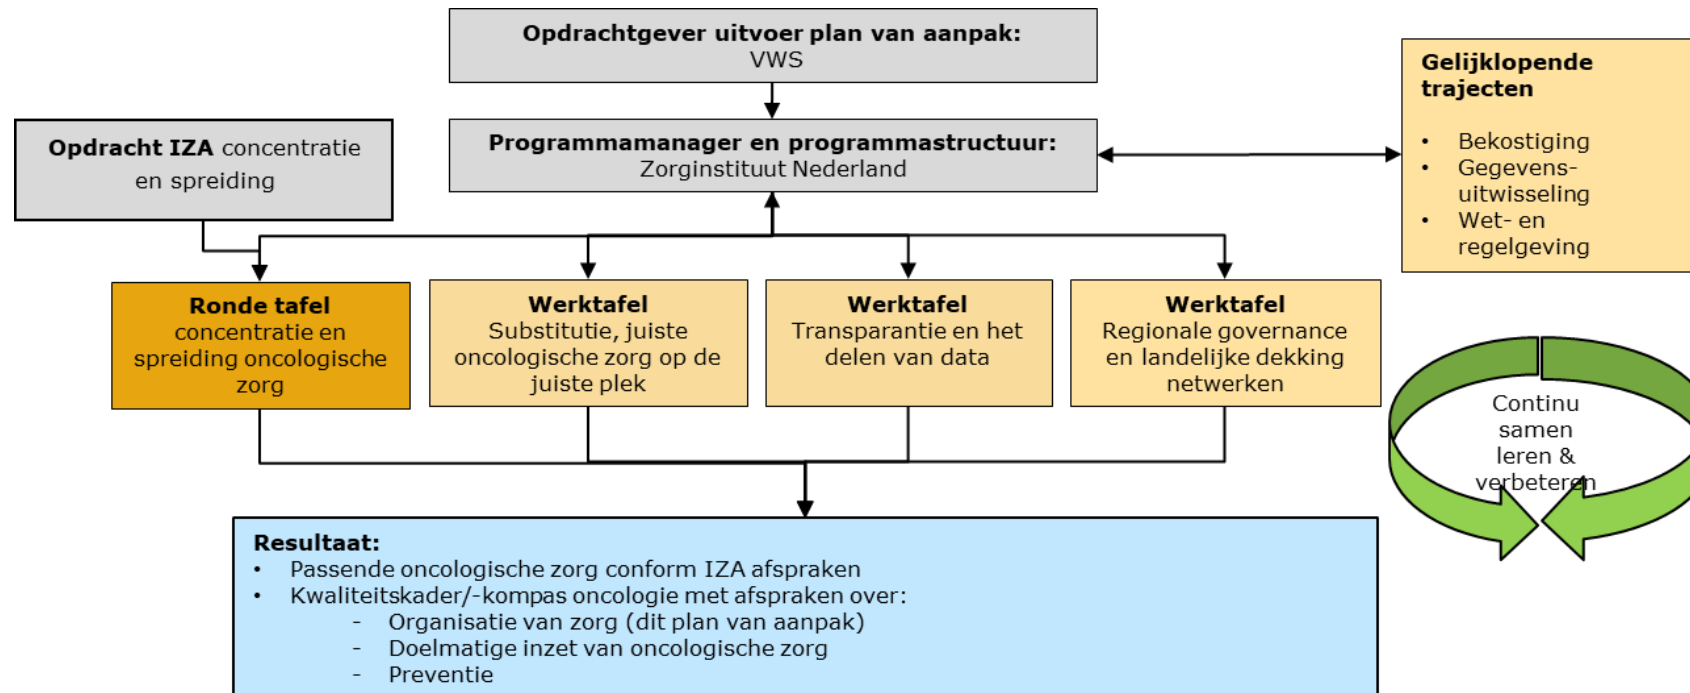 Opdrachtgever uitvoer plan van aanpak:
VWS
Gelijklopende
trajecten
• Bekostiging
• Gegevens-
uitwisseling
• Wet- en
regelgeving
Opdracht IZA concentratie
en spreiding
Programmamanager en programmastructuur:
Zorginstituut Nederland
Ronde tafel
concentratie en
spreiding oncologische
zorg
Werktafel
Substitutie, juiste
oncologische zorg op de
juiste plek
Werktafel
Transparantie en het
delen van data
Werktafel
Regionale governance
en landelijke dekking
netwerken
Continu
samen
leren &
verbeteren
Resultaat:
• Passende oncologische zorg conform IZA afspraken
• Kwaliteitskader/-kompas oncologie met afspraken over:
- Organisatie van zorg (dit plan van aanpak)
- Doelmatige inzet van oncologische zorg
- Preventie